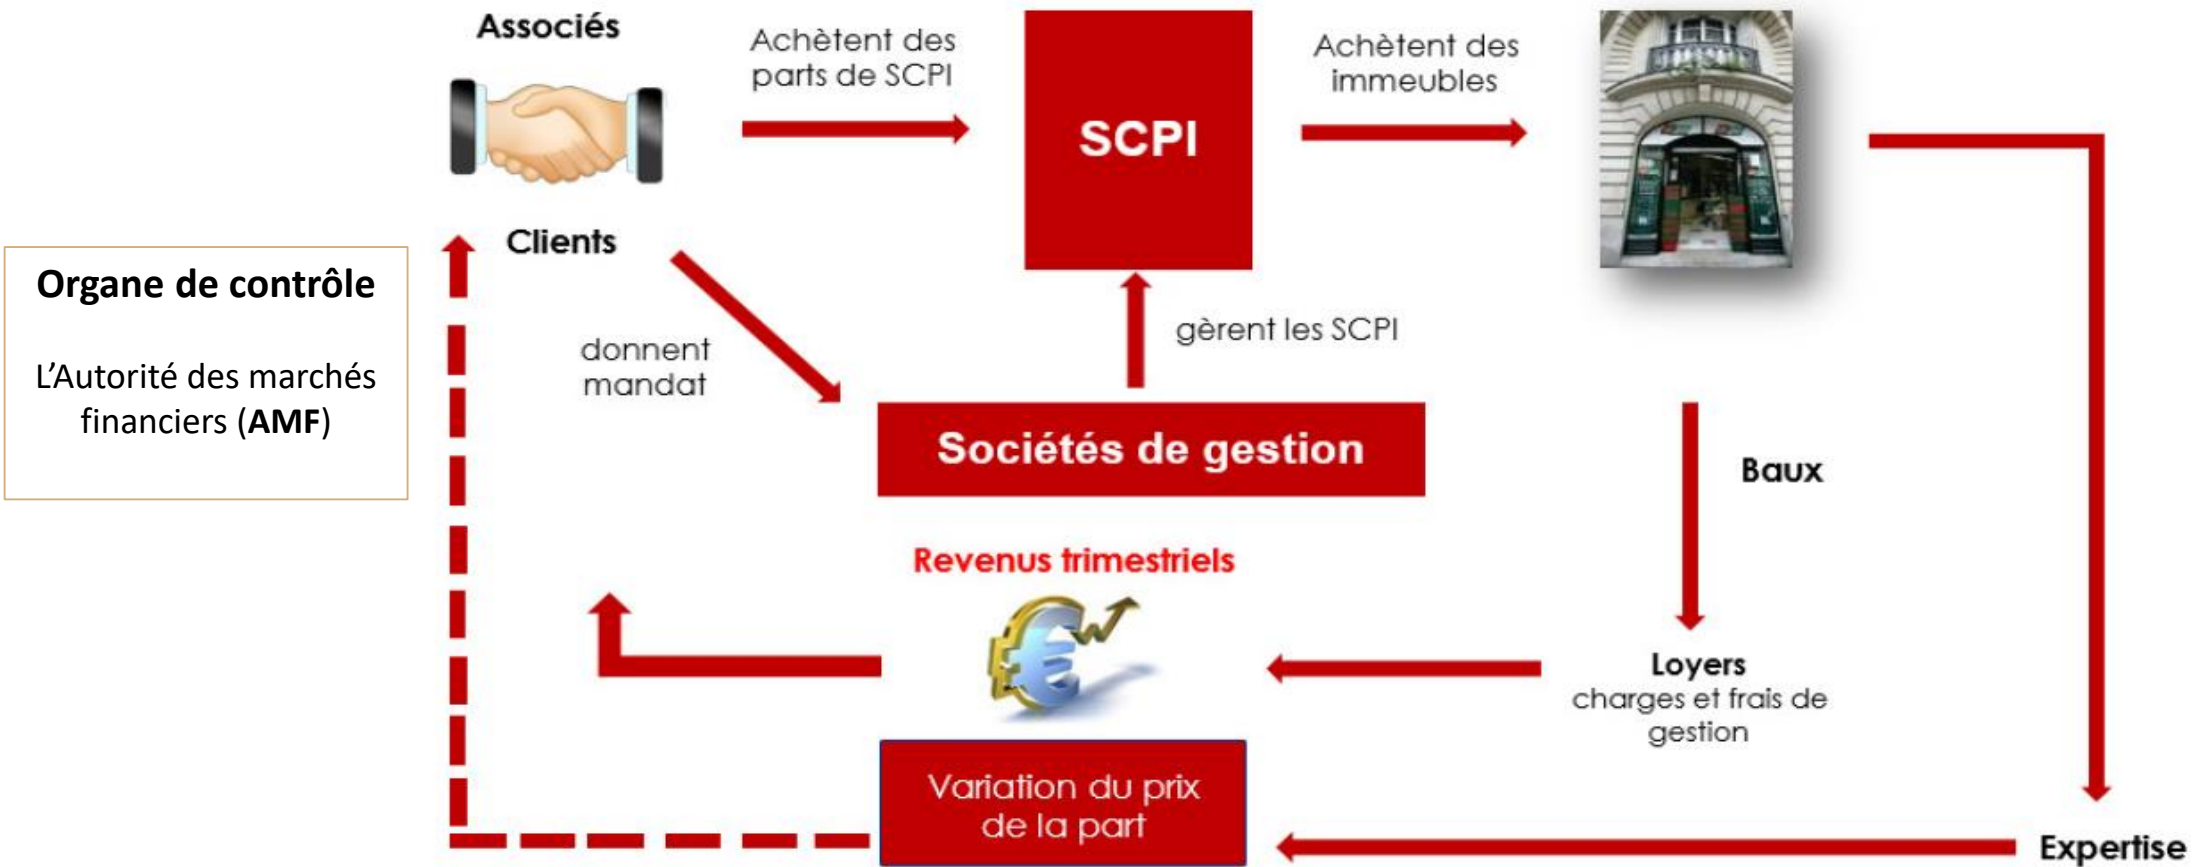 Associés
Achètent des
parts de SCPI
SCPI
Achètent des
immeubles
Clients
Organe de contrôle
L'Autorité des marchés
financiers (AMF)
donnent
mandat
gèrent les SCPI
Sociétés de gestion
Baux
Revenus trimestriels
Loyers
charges et frais de
gestion
Variation du prix
de la part
Expertise